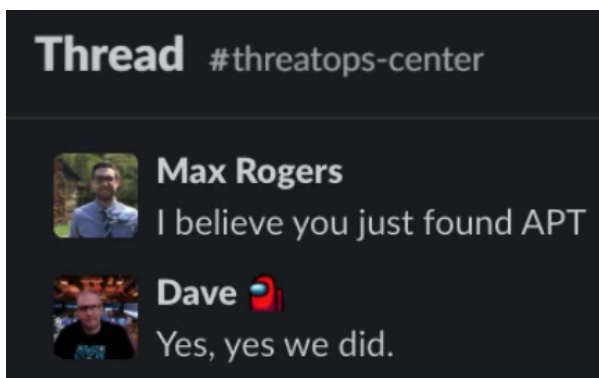 Thread #threatops-center
Max Rogers
I believe you just found APT
Dave
Yes, yes we did.